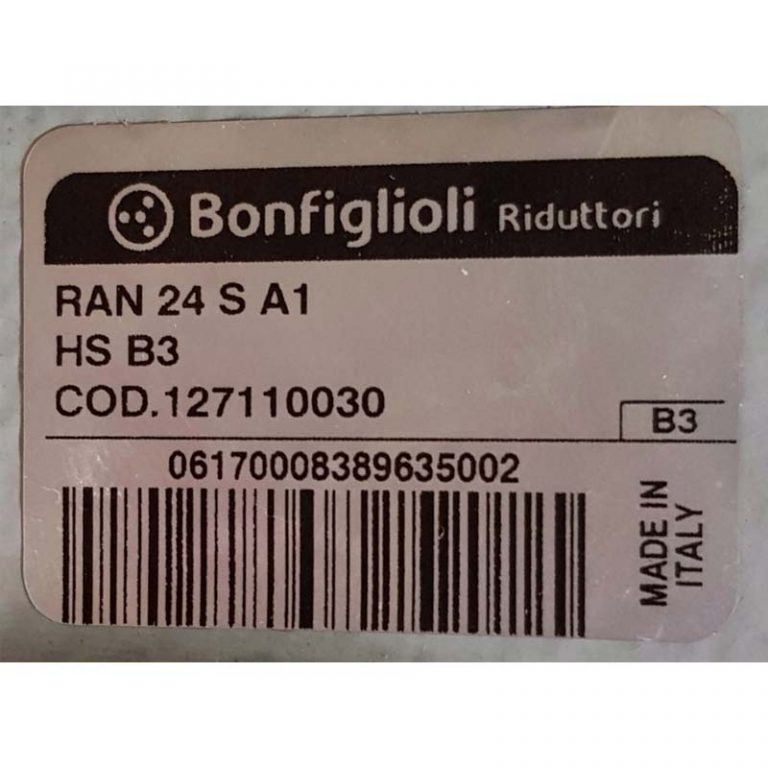 Bonfiglioli Riduttori
RAN 24 S A1
HS B3
COD.127110030
B3
06170008389635002
MADE IN
ITALY